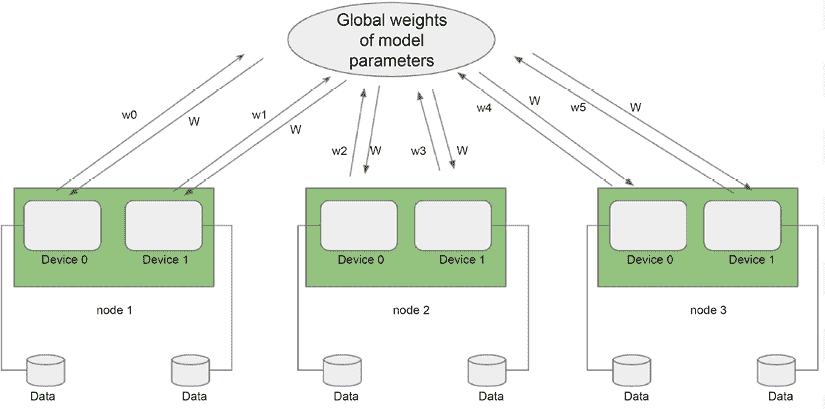 Global weights
of model
parameters
w0
W
w1
W
w2
W
w3
W
w4
W
w5
W
Device 0
Device 1
Device 0
Device 1
Device 0
Device 1
node 1
node 2
node 3
Data
Data
Data
Data
Data
Data